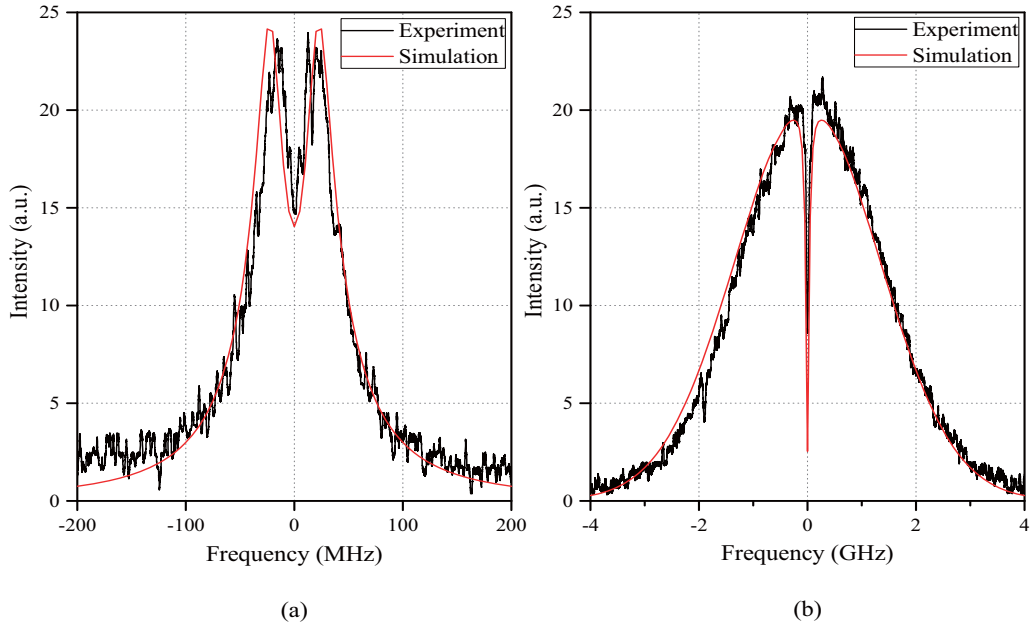 25
20
15
10
5
0
Intensity (a.u.)
Experiment
Simulation
-200
-100
0
100
200
Frequency (MHz)
(a)
25
20
15
10
5
0
Intensity (a.u.)
Experiment
Simulation
-4
-2
0
2
4
Frequency (GHz)
(b)